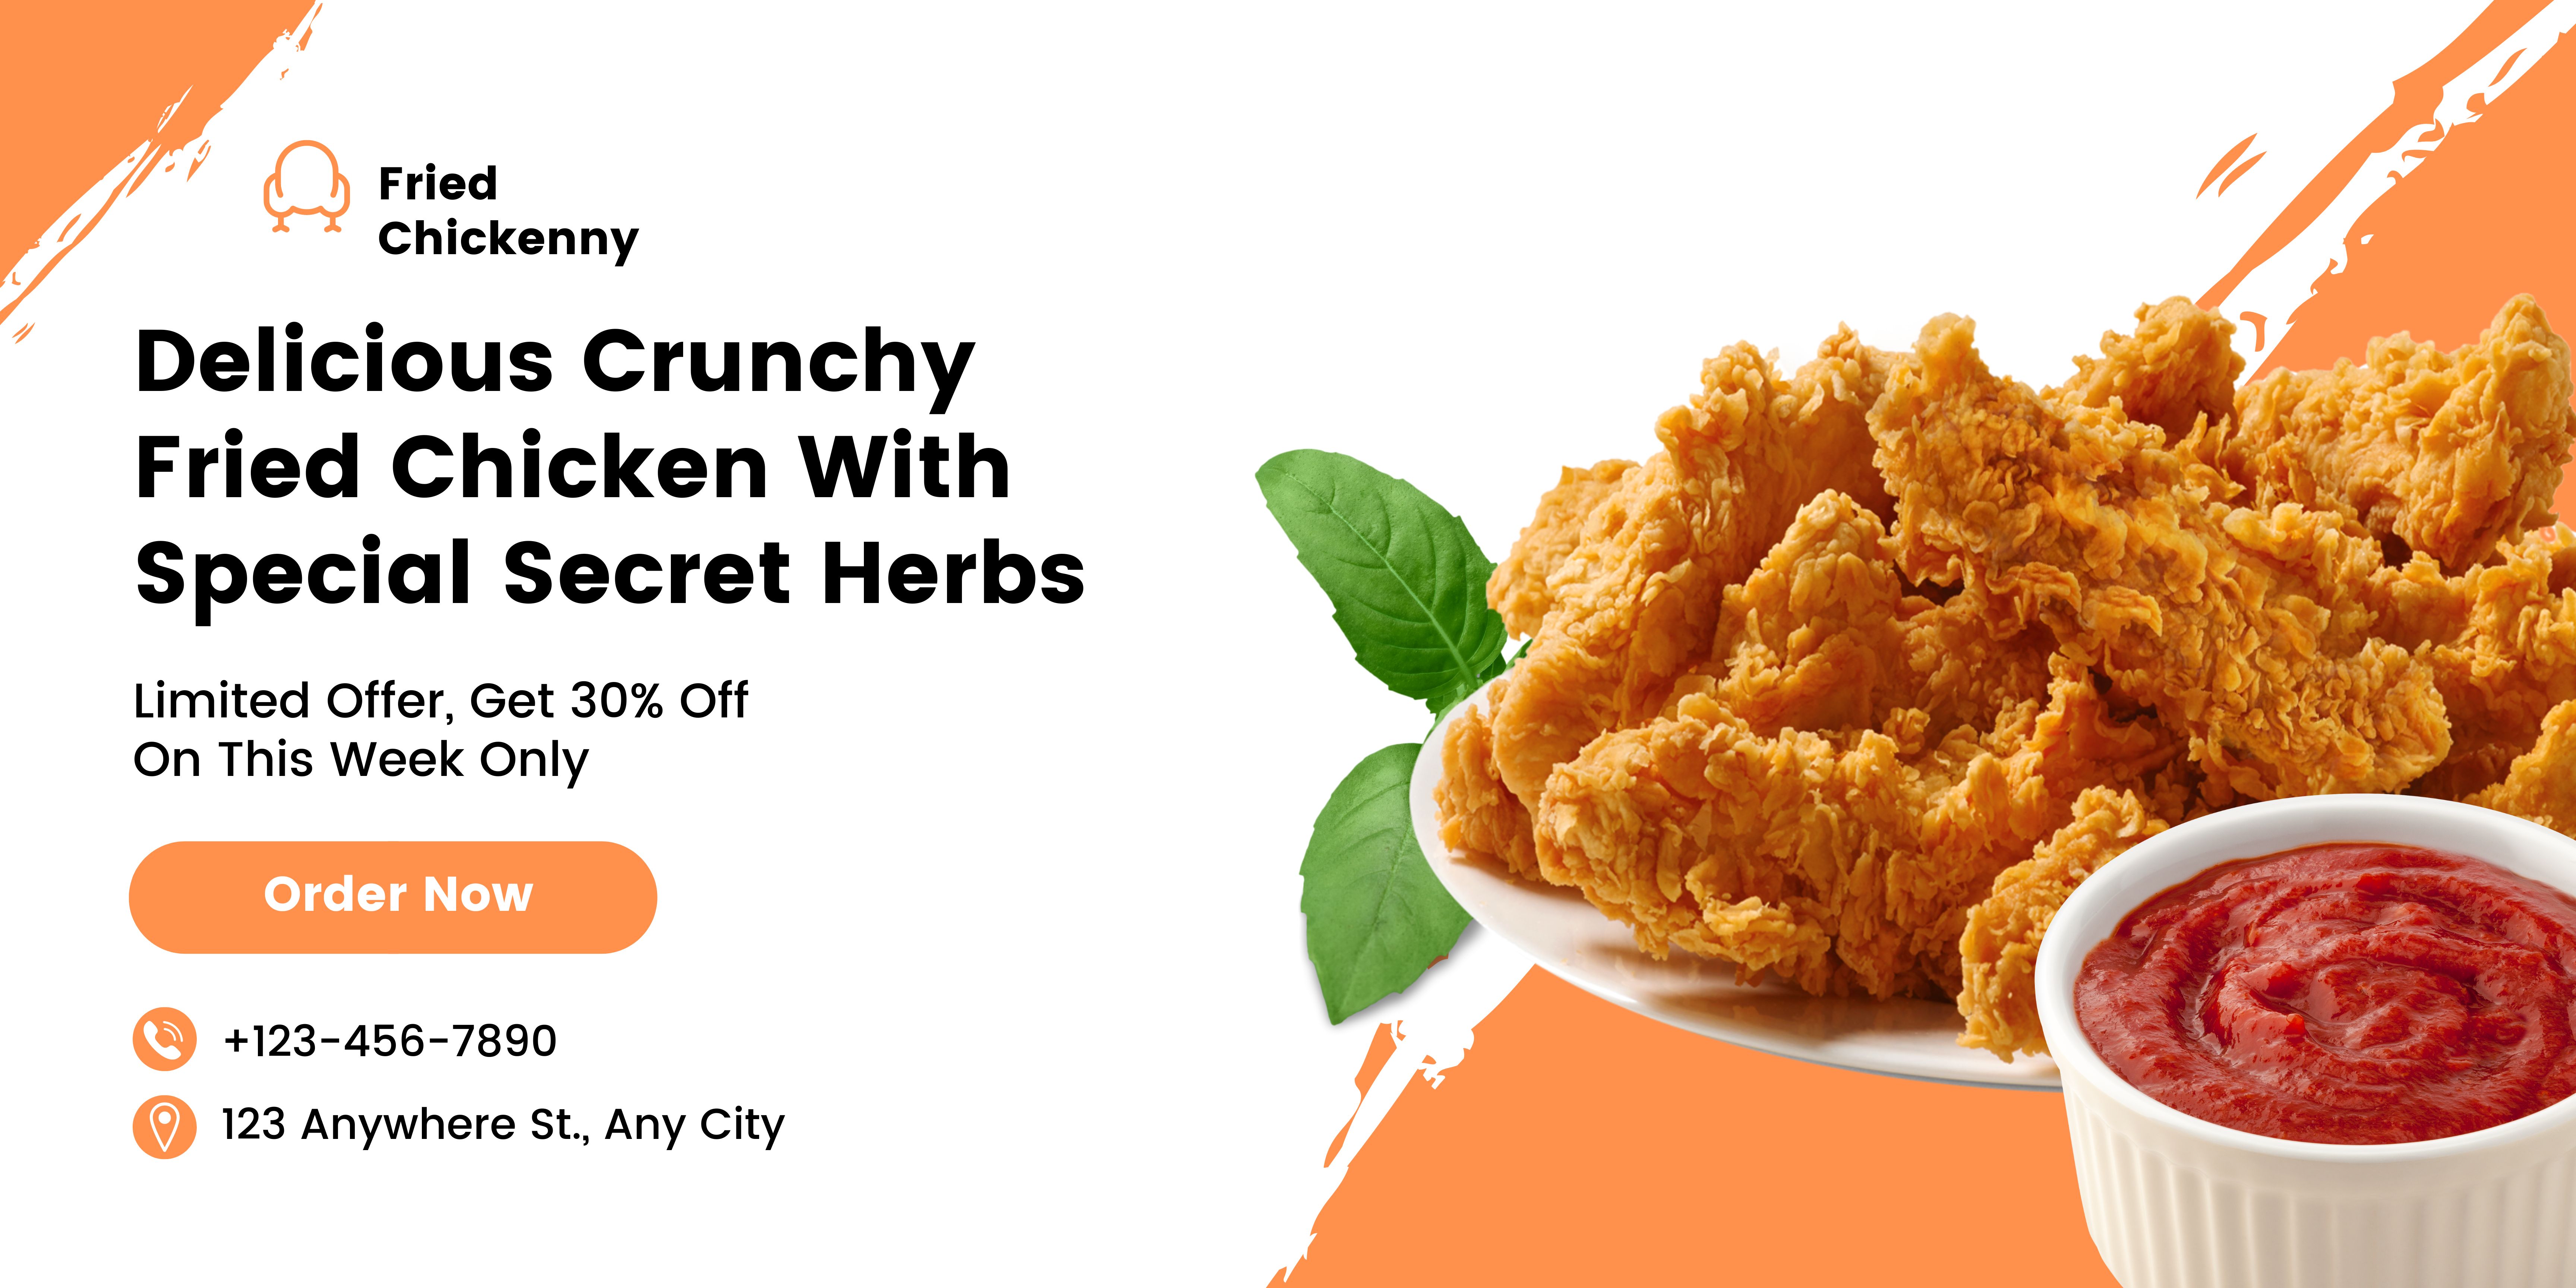 Fried
Chickenny
Delicious Crunchy
Fried Chicken With
Special Secret Herbs
Limited Offer, Get 30% Off
On This Week Only
Order Now
+123-456-7890
123 Anywhere St., Any City